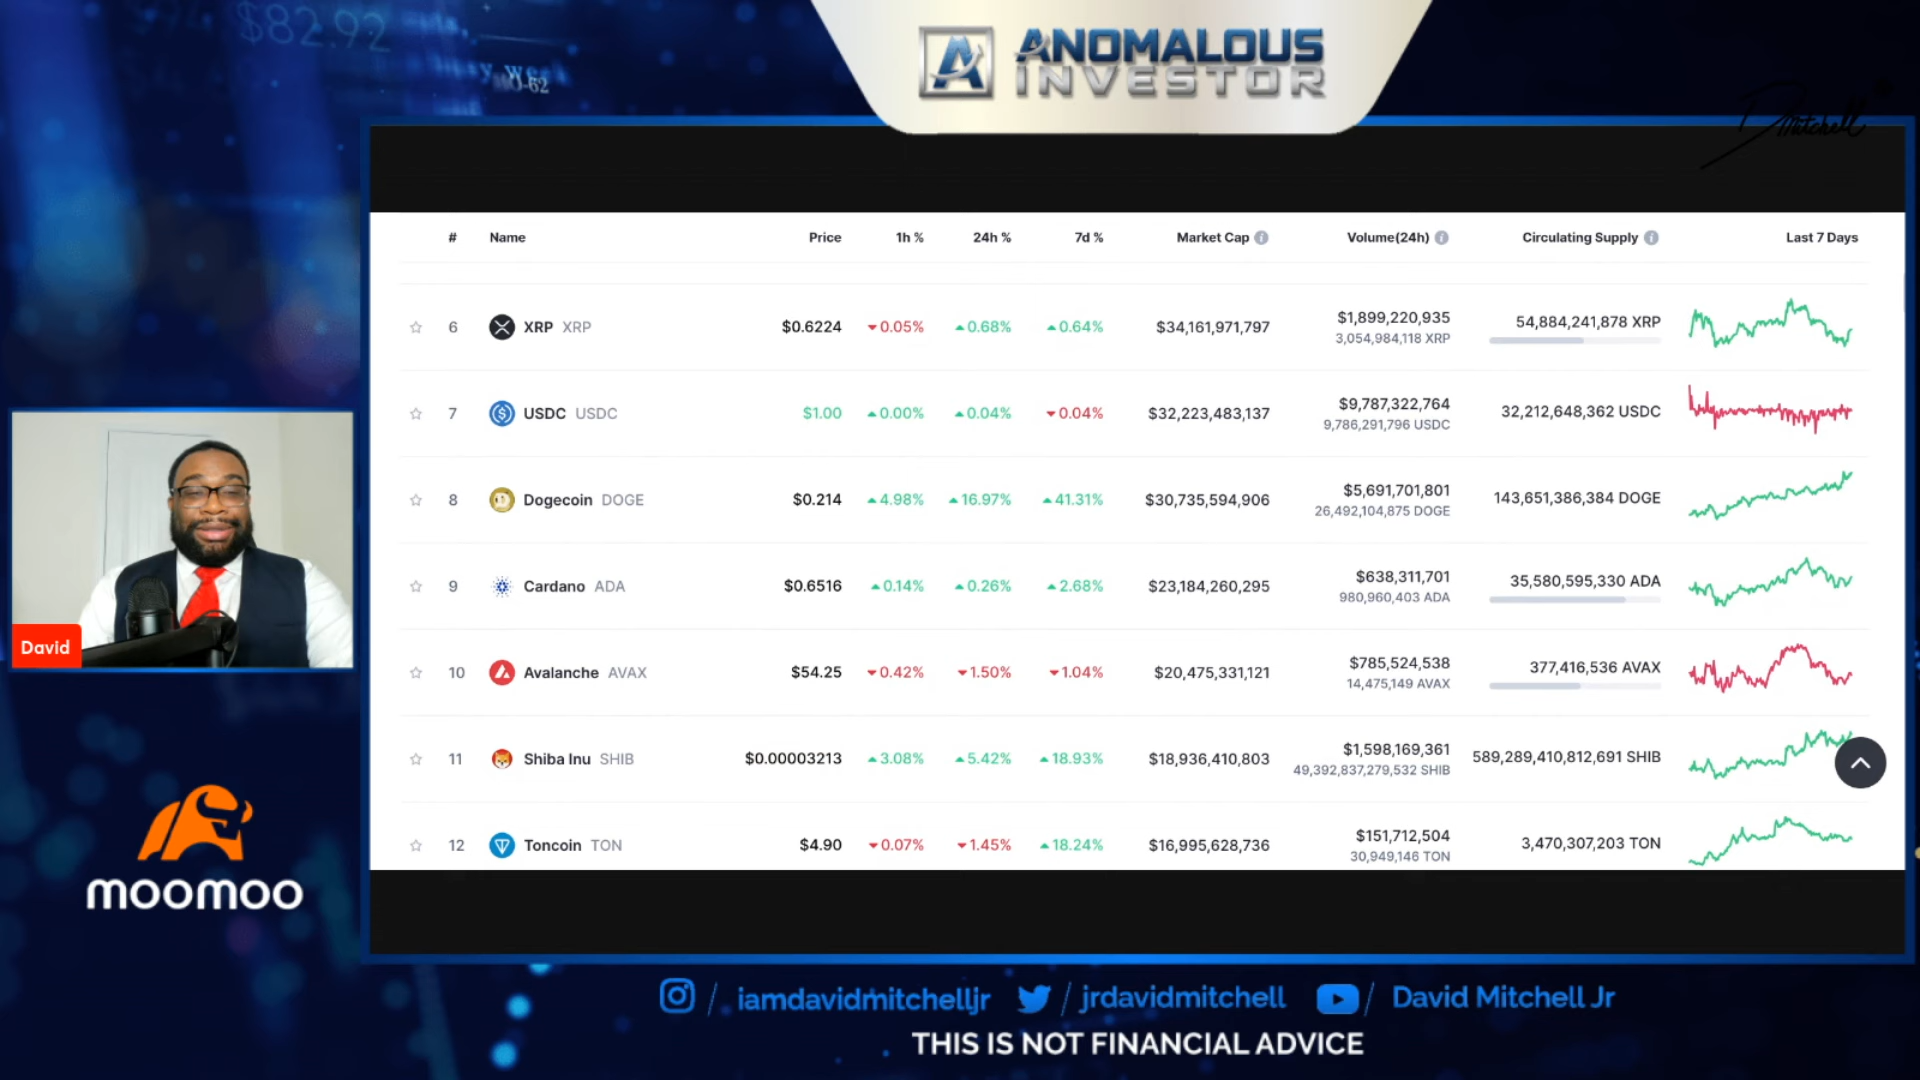 $82.92
ANOMALOUS
INVESTOR
D Mitchell
# Name Price 1h % 24h % 7d % Market Cap Volume(24h) Circulating Supply Last 7 Days
6 XRP XRP $0.6224 0.05% 0.68% 0.64% $34,161,971,797 $1,899,220,935 54,884,241,878 XRP
3,054,984,118 XRP
7 USDC USDC $1.00 0.00% 0.04% 0.04% $32,223,483,137 $9,787,322,764 32,212,648,362 USDC
9,786,291,796 USDC
8 Dogecoin DOGE $0.214 4.98% 16.97% 41.31% $30,735,594,906 $5,691,701,801 143,651,386,384 DOGE
26,492,104,875 DOGE
9 Cardano ADA $0.6516 0.14% 0.26% 2.68% $23,184,260,295 $638,311,701 35,580,595,330 ADA
980,960,403 ADA
10 Avalanche AVAX $54.25 0.42% 1.50% 1.04% $20,475,331,121 $785,524,538 377,416,536 AVAX
14,475,149 AVAX
11 Shiba Inu SHIB $0.00003213 3.08% 5.42% 18.93% $18,936,410,803 $1,598,169,361 589,289,410,812,691 SHIB
49,392,837,279,532 SHIB
12 Toncoin TON $4.90 0.07% 1.45% 18.24% $16,995,628,736 $151,712,504 3,470,307,203 TON
30,949,146 TON
David
moomoo
/ iamdavidmitchelljr / jrdavidmitchell / David Mitchell Jr
THIS IS NOT FINANCIAL ADVICE